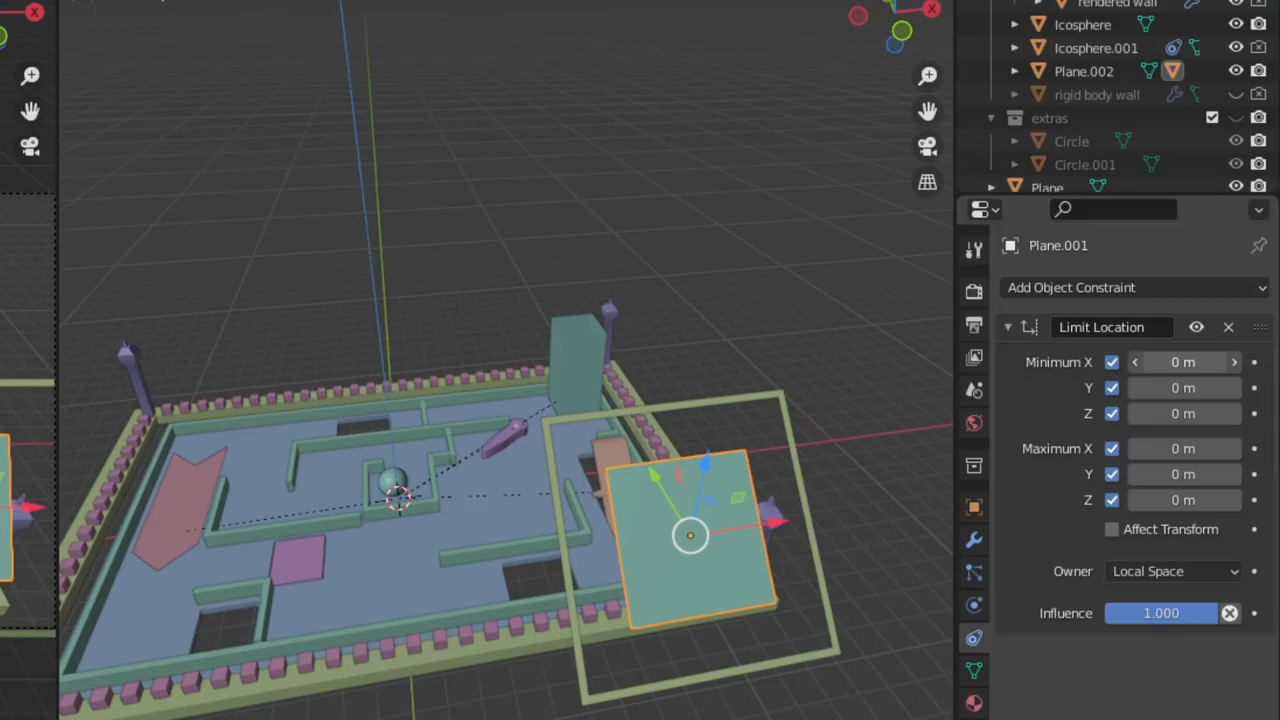 X
X
rendered wall
Icosphere
Icosphere.001
Plane.002
rigid body wall
extras
Circle
Circle.001
Plane
Plane.001
Add Object Constraint
Limit Location
Minimum X 0 m
Y 0 m
Z 0 m
Maximum X 0 m
Y 0 m
Z 0 m
Affect Transform
Owner Local Space
Influence 1.000